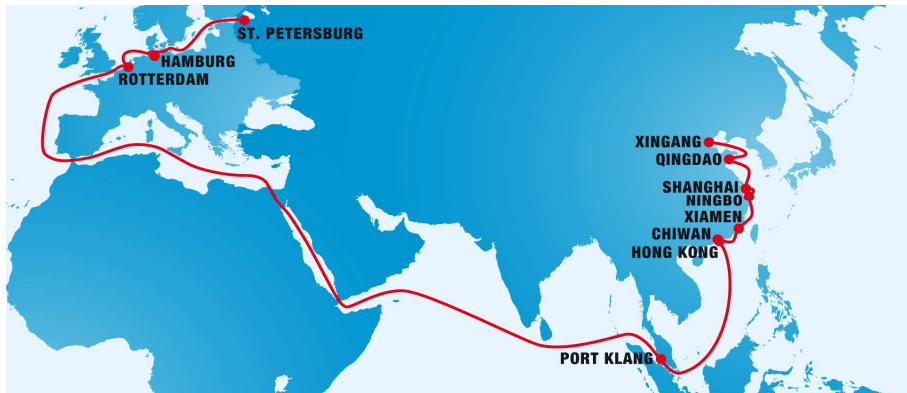 ST. PETERSBURG
HAMBURG
ROTTERDAM
XINGANG
QINGDAO
SHANGHAI
NINGBO
XIAMEN
CHIWAN
HONG KONG
PORT KLANG